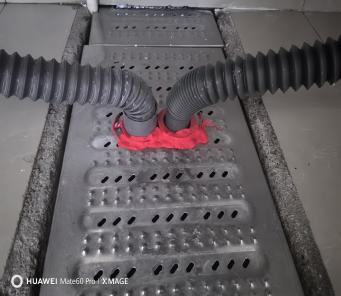 HUAWEI Mate60 Pro | XMAGE